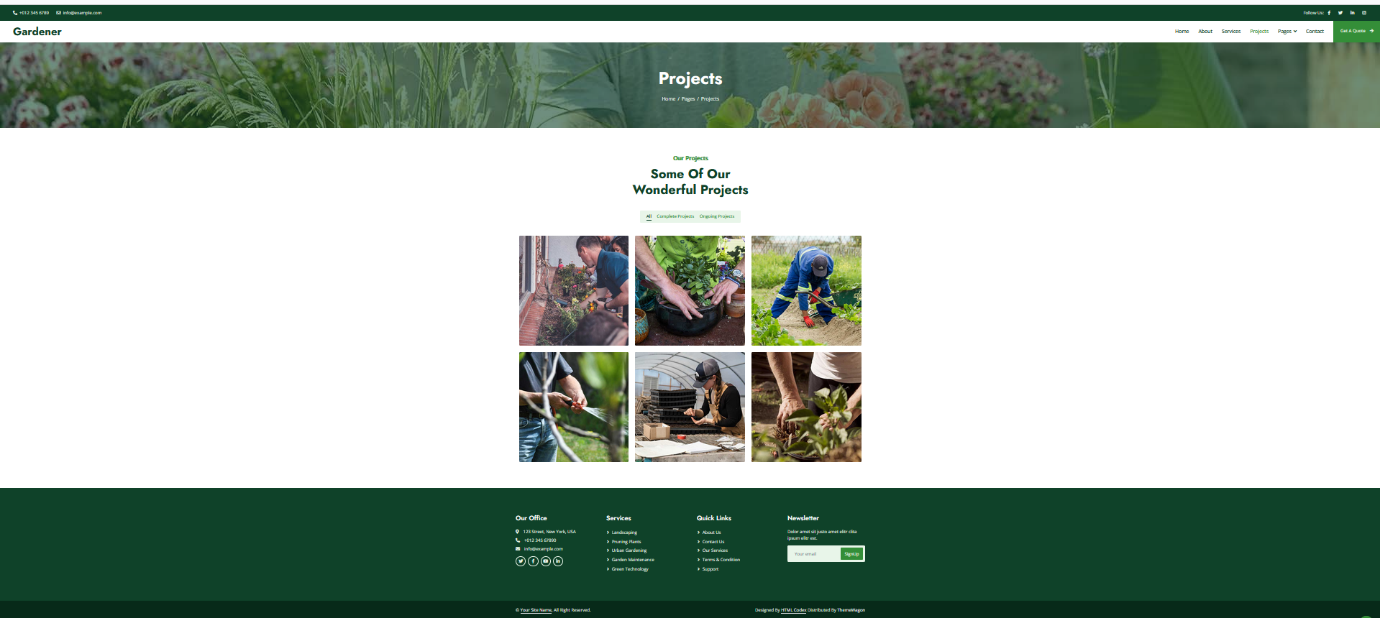 +012 345 6789 info@example.com Follow Us:
Gardener Home About Services Projects Pages Contact Get A Quote
Projects
Home / Pages / Projects
Our Projects
Some Of Our
Wonderful Projects
All Complete Projects Ongoing Projects
Our Office
123 Street, New York, USA
+012 345 67890
info@example.com
Services
Landscaping
Pruning Plants
Urban Gardening
Garden Maintenance
Green Technology
Quick Links
About Us
Contact Us
Our Services
Terms & Condition
Support
Newsletter
Dolor amet sit justo amet elitr clita
ipsum elitr est.
Your email SignUp
© Your Site Name, All Right Reserved.
Designed By HTML Codex Distributed By ThemeWagon